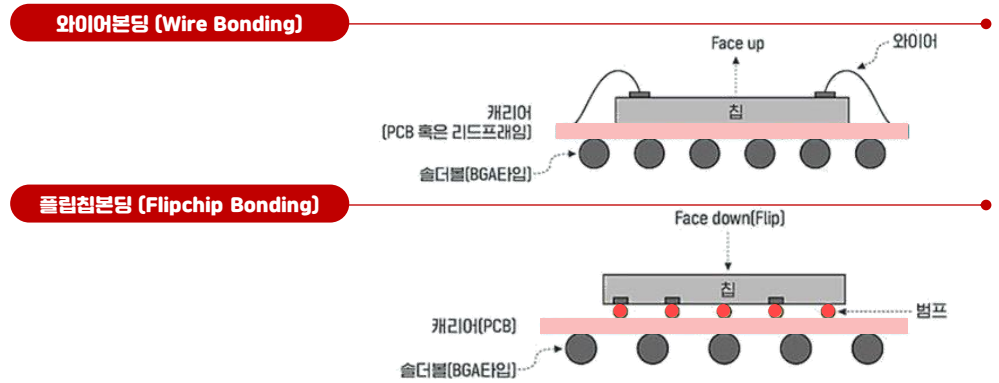 와이어본딩 (Wire Bonding)
Face up
와이어
칩
캐리어
(PCB 혹은 리드프래임)
솔더볼(BGA타입)
플립칩본딩 (Flipchip Bonding)
Face down(Flip)
칩
범프
캐리어(PCB)
솔더볼(BGA타입)